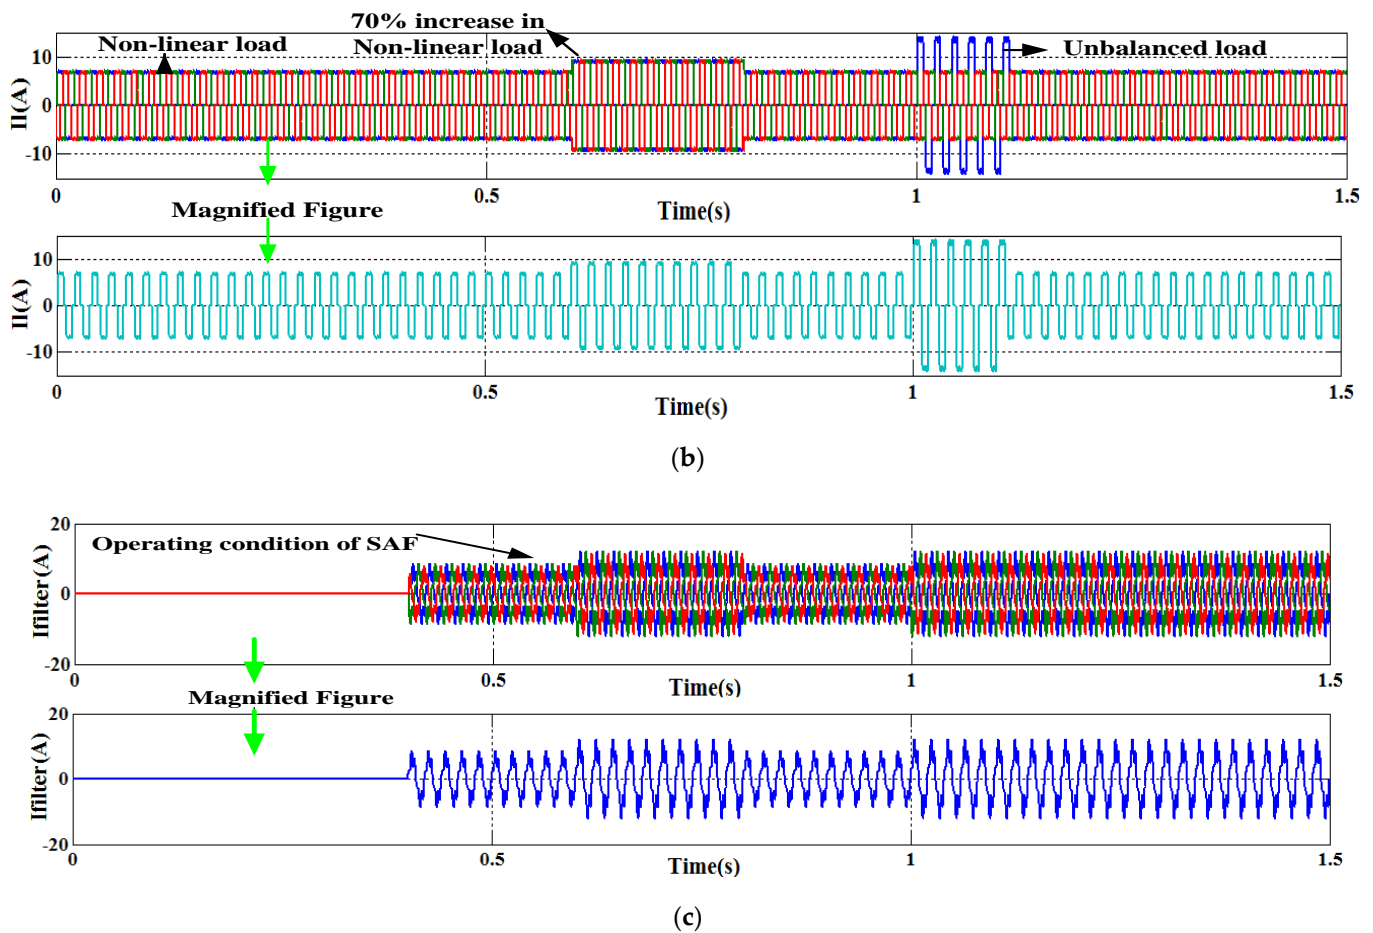 70% increase in
Non-linear load
Non-linear load
Unbalanced load
Il(A)
10
0
-10
0
0.5
1
1.5
Time(s)
Magnified Figure
Il(A)
10
0
-10
0
0.5
1
1.5
Time(s)
(b)
Operating condition of SAF
Ifilter(A)
20
0
-20
0
0.5
1
1.5
Time(s)
Magnified Figure
Ifilter(A)
20
0
-20
0
0.5
1
1.5
Time(s)
(c)